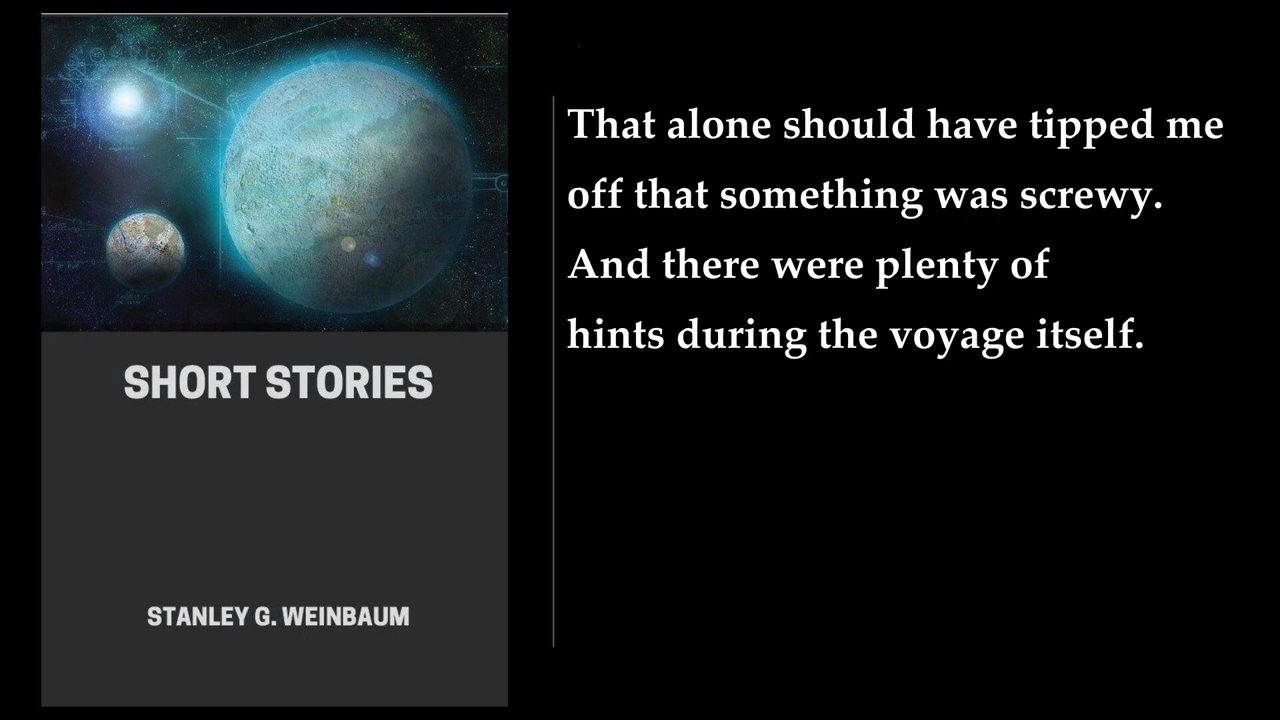 SHORT STORIES
STANLEY G. WEINBAUM
That alone should have tipped me
off that something was screwy.
And there were plenty of
hints during the voyage itself.